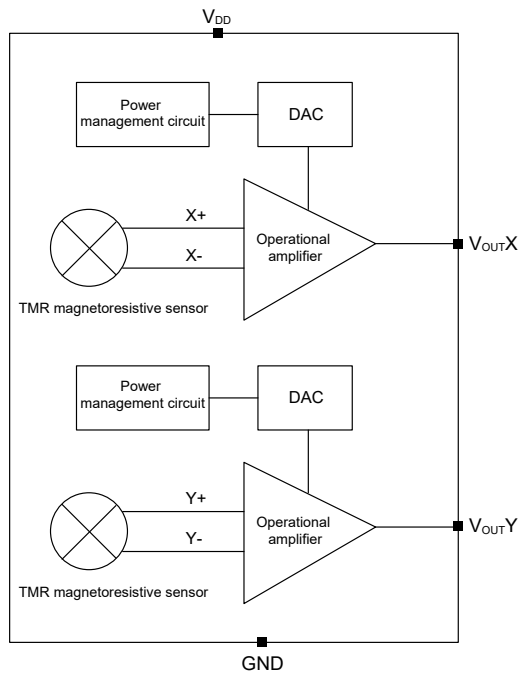 VDD
Power
management circuit
DAC
X+
X-
Operational
amplifier
VOUTX
TMR magnetoresistive sensor
Power
management circuit
DAC
Y+
Y-
Operational
amplifier
VOUTY
TMR magnetoresistive sensor
GND